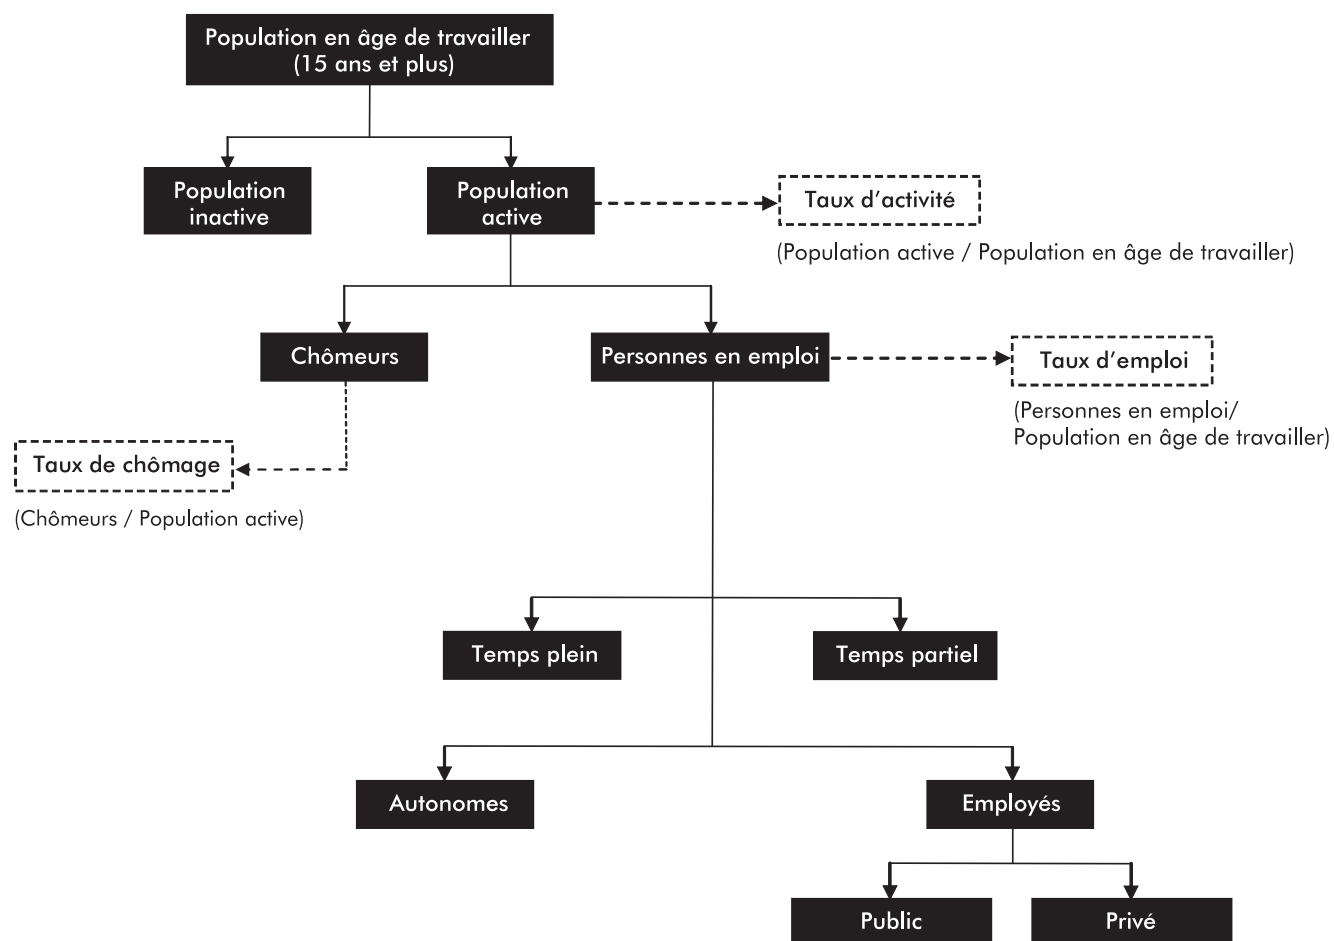 Population en âge de travailler
(15 ans et plus)
Population
inactive
Population
active
Taux d'activité
(Population active / Population en âge de travailler)
Chômeurs
Personnes en emploi
Taux d'emploi
(Personnes en emploi/
Population en âge de travailler)
Taux de chômage
(Chômeurs / Population active)
Temps plein
Temps partiel
Autonomes
Employés
Public
Privé